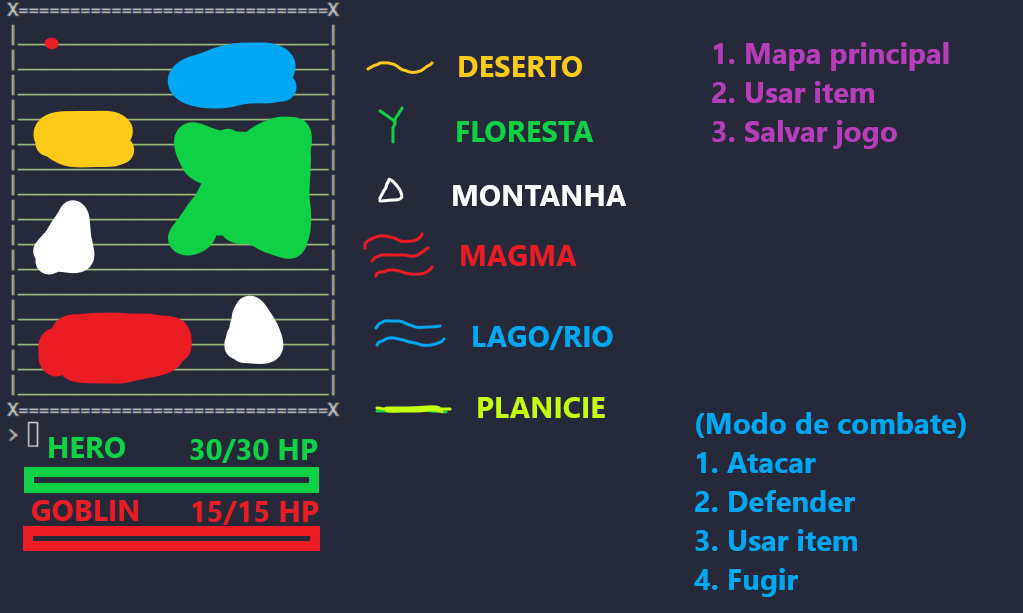 X=============================X
DESERTO
FLORESTA
MONTANHA
MAGMA
LAGO/RIO
PLANICIE
X=============================X
>
HERO 30/30 HP
GOBLIN 15/15 HP
1. Mapa principal
2. Usar item
3. Salvar jogo
(Modo de combate)
1. Atacar
2. Defender
3. Usar item
4. Fugir